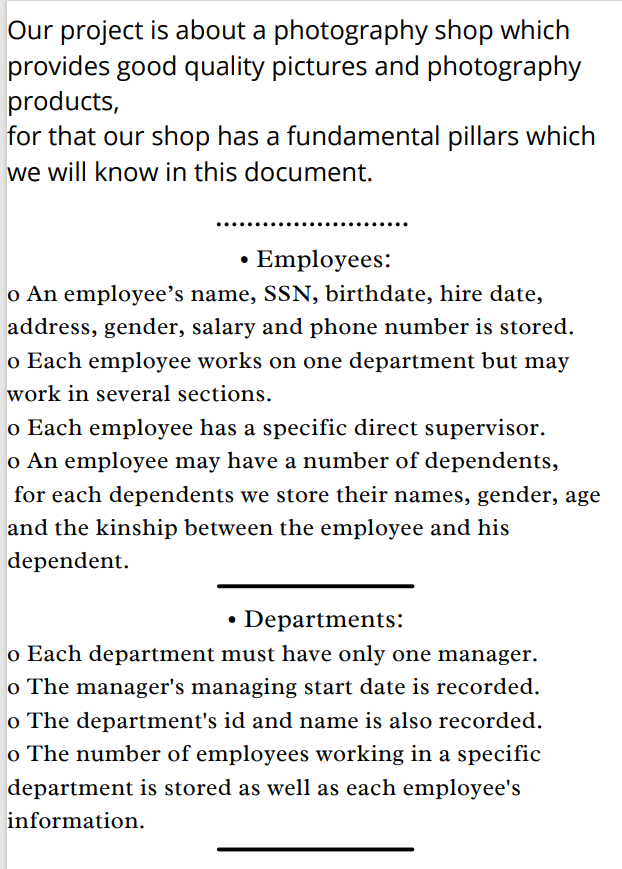 Our project is about a photography shop which
provides good quality pictures and photography
products,
for that our shop has a fundamental pillars which
we will know in this document.
• Employees:
o An employee’s name, SSN, birthdate, hire date,
address, gender, salary and phone number is stored.
o Each employee works on one department but may
work in several sections.
o Each employee has a specific direct supervisor.
o An employee may have a number of dependents,
for each dependents we store their names, gender, age
and the kinship between the employee and his
dependent.
• Departments:
o Each department must have only one manager.
o The manager's managing start date is recorded.
o The department's id and name is also recorded.
o The number of employees working in a specific
department is stored as well as each employee's
information.